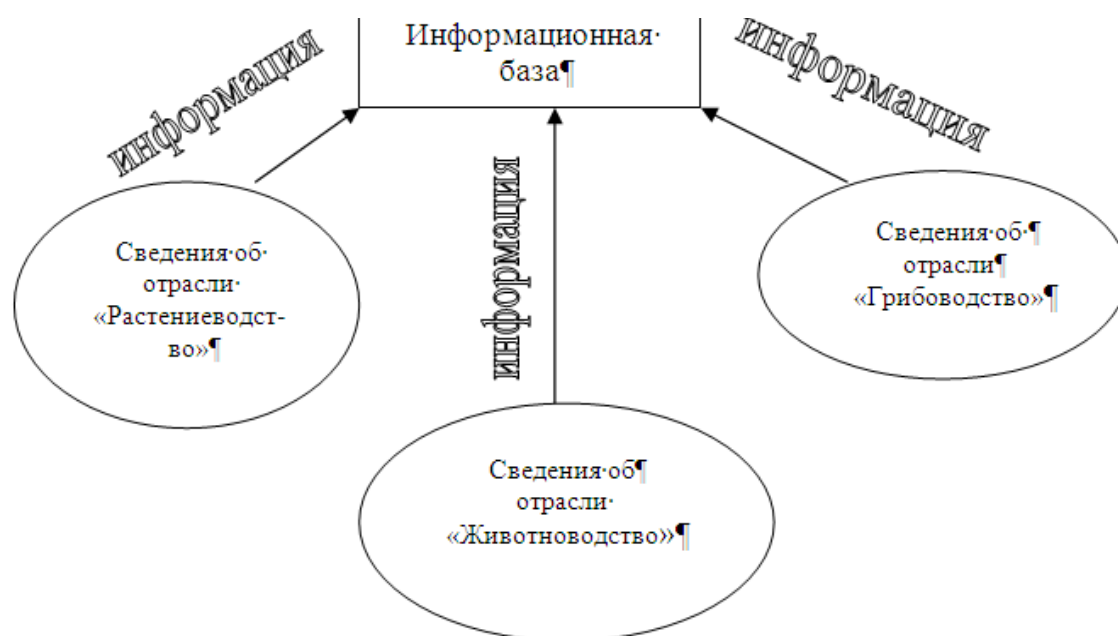 Информационная·
база¶
информация
информация
информация
Сведения·об·
отрасли·
«Растениеводст-
во»¶
Сведения·об·¶
отрасли¶
«Грибоводство»¶
Сведения·об¶
отрасли·
«Животноводство»¶